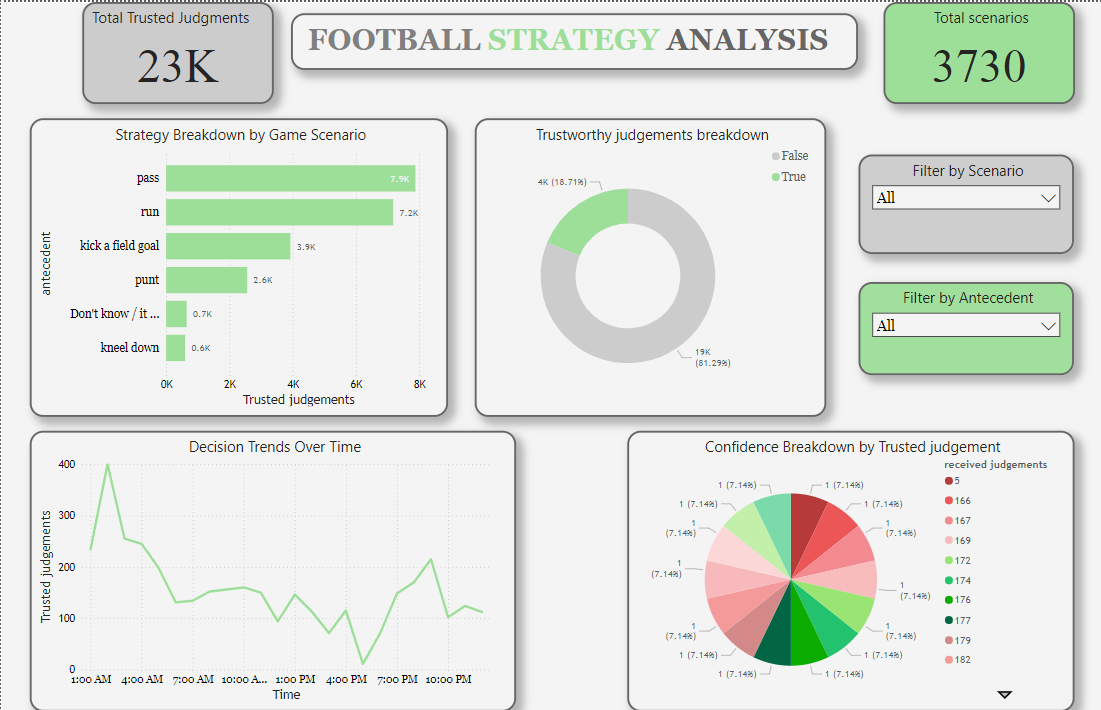 Total Trusted Judgments
23K
FOOTBALL STRATEGY ANALYSIS
Total scenarios
3730
Strategy Breakdown by Game Scenario
antecedent
pass
7.9K
run
7.2K
kick a field goal
3.9K
punt
2.6K
Don't know / it ...
0.7K
kneel down
0.6K
0K 2K 4K 6K 8K
Trusted judgements
Trustworthy judgements breakdown
False
True
4K (18.71%)
19K
(81.29%)
Filter by Scenario
All
Filter by Antecedent
All
Decision Trends Over Time
Trusted judgements
400
300
200
100
0
1:00 AM 4:00 AM 7:00 AM 10:00 A... 1:00 PM 4:00 PM 7:00 PM 10:00 PM
Time
Confidence Breakdown by Trusted judgement
1 (7.14%)
1 (7.14%)
1
(7.14%)
1
(7.14%)
1
(7.14%)
1 (7.14%)
1 (7.14%)
1 (7.14%)
1 (7.14%)
1
(7.14%)
1
(7.14%)
1
(7.14%)
1 (7.14%)
1 (7.14%)
received judgements
5
166
167
169
172
174
176
177
179
182